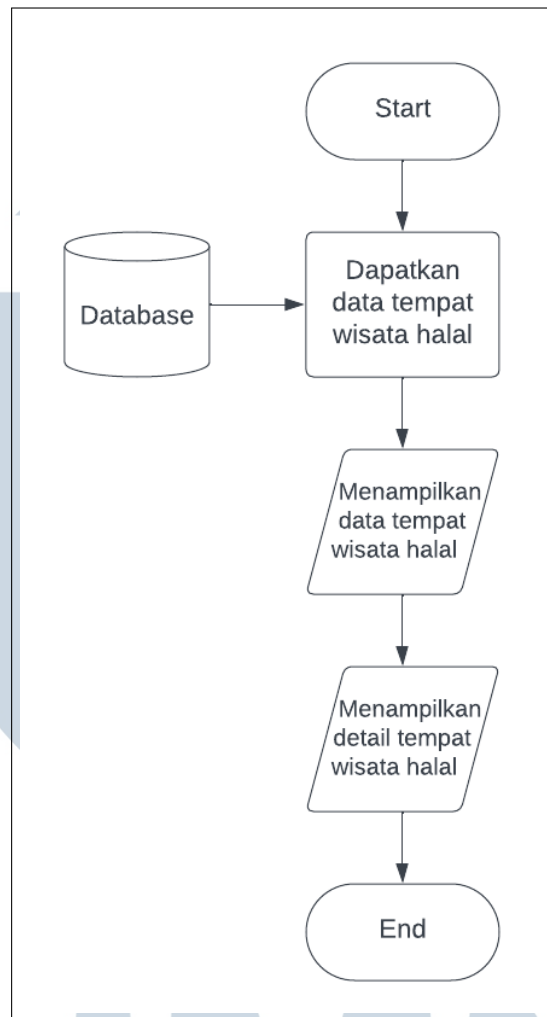 Start
Database
Dapatkan
data tempat
wisata halal
Menampilkan
data tempat
wisata halal
Menampilkan
detail tempat
wisata halal
End